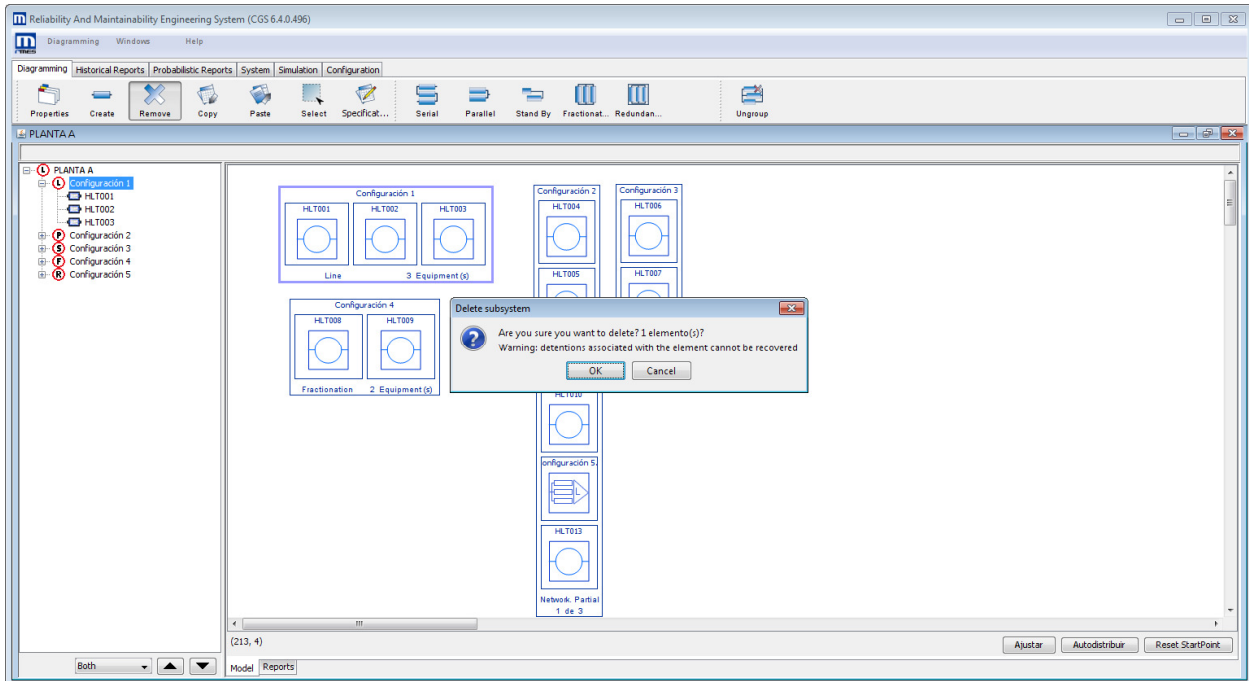 Reliability And Maintainability Engineering System (CGS 6.4.0.496)
Diagramming Windows Help
Diagramming Historical Reports Probabilistic Reports System Simulation Configuration
Properties Create Remove Copy Paste Select Specificat... Serial Parallel Stand By Fractionat... Redundan... Ungroup
PLANTA A
PLANTA A
Configuración 1
HLT001
HLT002
HLT003
Configuración 2
Configuración 3
Configuración 4
Configuración 5
Configuración 1
HLT001 HLT002 HLT003
Line 3 Equipment(s)
Configuración 2
HLT004
HLT005
Configuración 3
HLT006
HLT007
Configuración 4
HLT008 HLT009
Fractionation 2 Equipment(s)
Delete subsystem
Are you sure you want to delete? 1 elemento(s)?
Warning: detentions associated with the element cannot be recovered
OK Cancel
HLT010
onfiguración 5.
L
HLT013
Network. Partial
1 de 3
(213, 4)
Ajustar Autodistribuir Reset StartPoint
Both
Model Reports